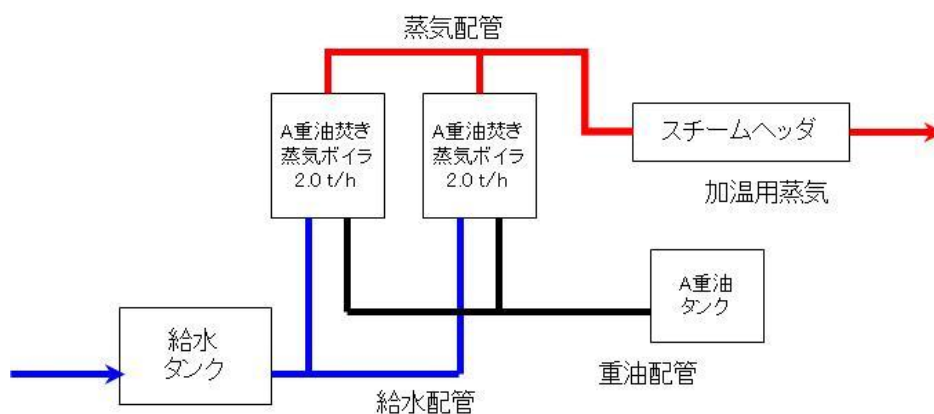 蒸気配管
A重油焚き
蒸気ボイラ
2.0 t/h
A重油焚き
蒸気ボイラ
2.0 t/h
スチームヘッダ
加温用蒸気
A重油
タンク
給水
タンク
重油配管
給水配管